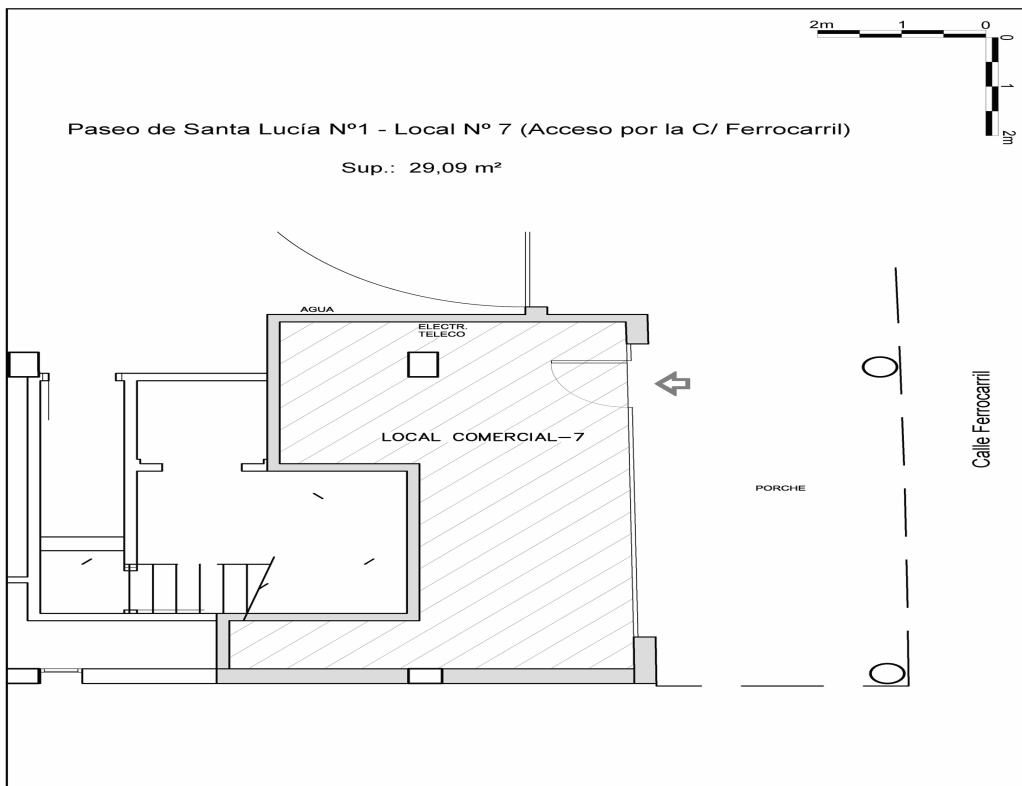 2m 1 0
0
1
2m
Paseo de Santa Lucía Nº1 - Local Nº 7 (Acceso por la C/ Ferrocarril)
Sup.: 29,09 m²
AGUA
ELECTR.
TELECO
LOCAL COMERCIAL-7
PORCHE
Calle Ferrocarril